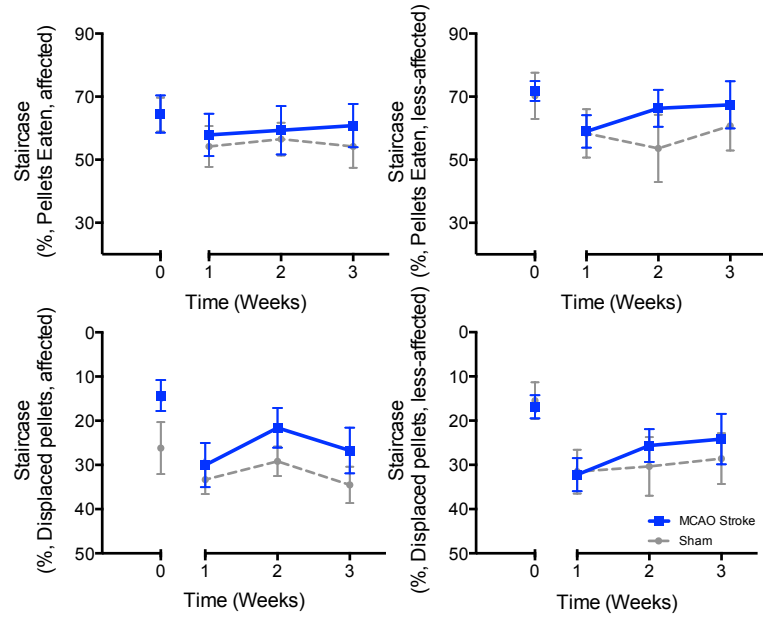 Staircase
(%, Pellets Eaten, affected)
90
70
50
30
0
1
2
3
Time (Weeks)
Staircase
(%, Pellets Eaten, less-affected)
90
70
50
30
0
1
2
3
Time (Weeks)
Staircase
(%, Displaced pellets, affected)
0
10
20
30
40
50
0
1
2
3
Time (Weeks)
Staircase
(%, Displaced pellets, less-affected)
0
10
20
30
40
50
MCAO Stroke
Sham
0
1
2
3
Time (Weeks)